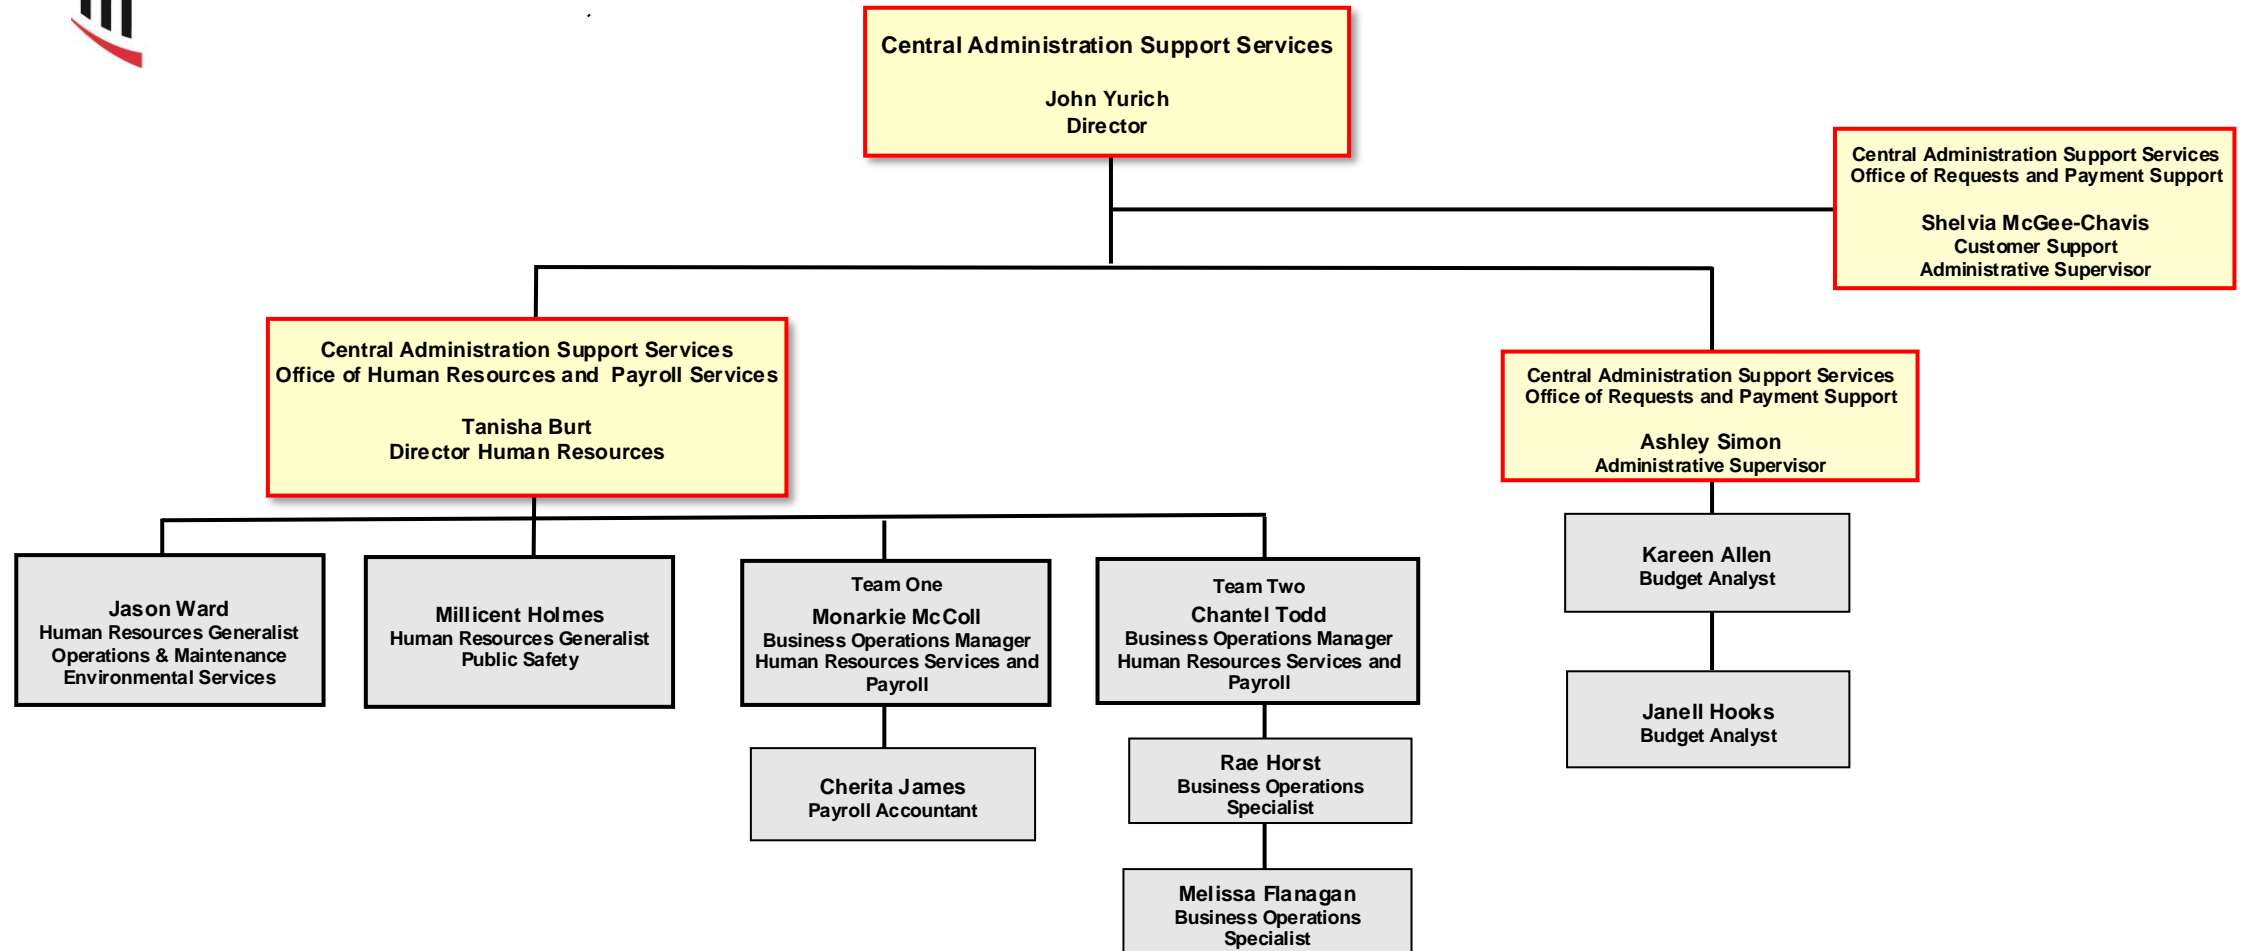 Central Administration Support Services
John Yurich
Director
Central Administration Support Services
Office of Requests and Payment Support
Shelvia McGee-Chavis
Customer Support
Administrative Supervisor
Central Administration Support Services
Office of Human Resources and Payroll Services
Tanisha Burt
Director Human Resources
Central Administration Support Services
Office of Requests and Payment Support
Ashley Simon
Administrative Supervisor
Jason Ward
Human Resources Generalist
Operations & Maintenance
Environmental Services
Millicent Holmes
Human Resources Generalist
Public Safety
Team One
Monarkie McColl
Business Operations Manager
Human Resources Services and
Payroll
Team Two
Chantel Todd
Business Operations Manager
Human Resources Services and
Payroll
Kareen Allen
Budget Analyst
Janell Hooks
Budget Analyst
Cherita James
Payroll Accountant
Rae Horst
Business Operations
Specialist
Melissa Flanagan
Business Operations
Specialist